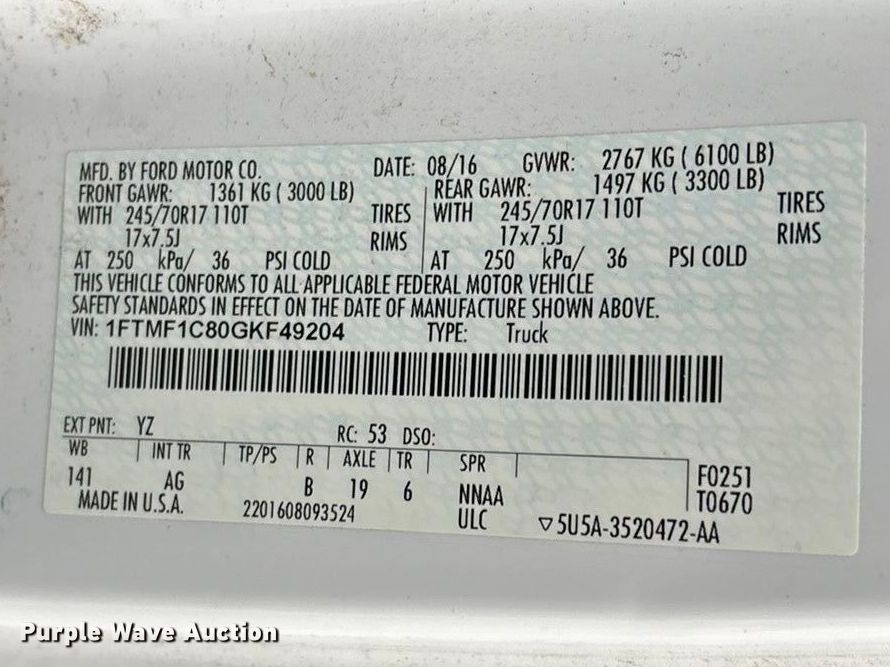 MFD. BY FORD MOTOR CO. DATE: 08/16 GVWR: 2767 KG ( 6100 LB)
FRONT GAWR: 1361 KG ( 3000 LB) REAR GAWR: 1497 KG ( 3300 LB)
WITH 245/70R17 110T TIRES WITH 245/70R17 110T TIRES
17x7.5J RIMS 17x7.5J RIMS
AT 250 kPa/ 36 PSI COLD AT 250 kPa/ 36 PSI COLD
THIS VEHICLE CONFORMS TO ALL APPLICABLE FEDERAL MOTOR VEHICLE
SAFETY STANDARDS IN EFFECT ON THE DATE OF MANUFACTURE SHOWN ABOVE.
VIN: 1FTMF1C80GKF49204 TYPE: Truck
EXT PNT: YZ RC: 53 DSO:
WB INT TR TP/PS R AXLE TR SPR F0251
141 AG B 19 6 NNAA T0670
MADE IN U.S.A. 2201608093524 ULC ▽5U5A-3520472-AA
Purple Wave Auction